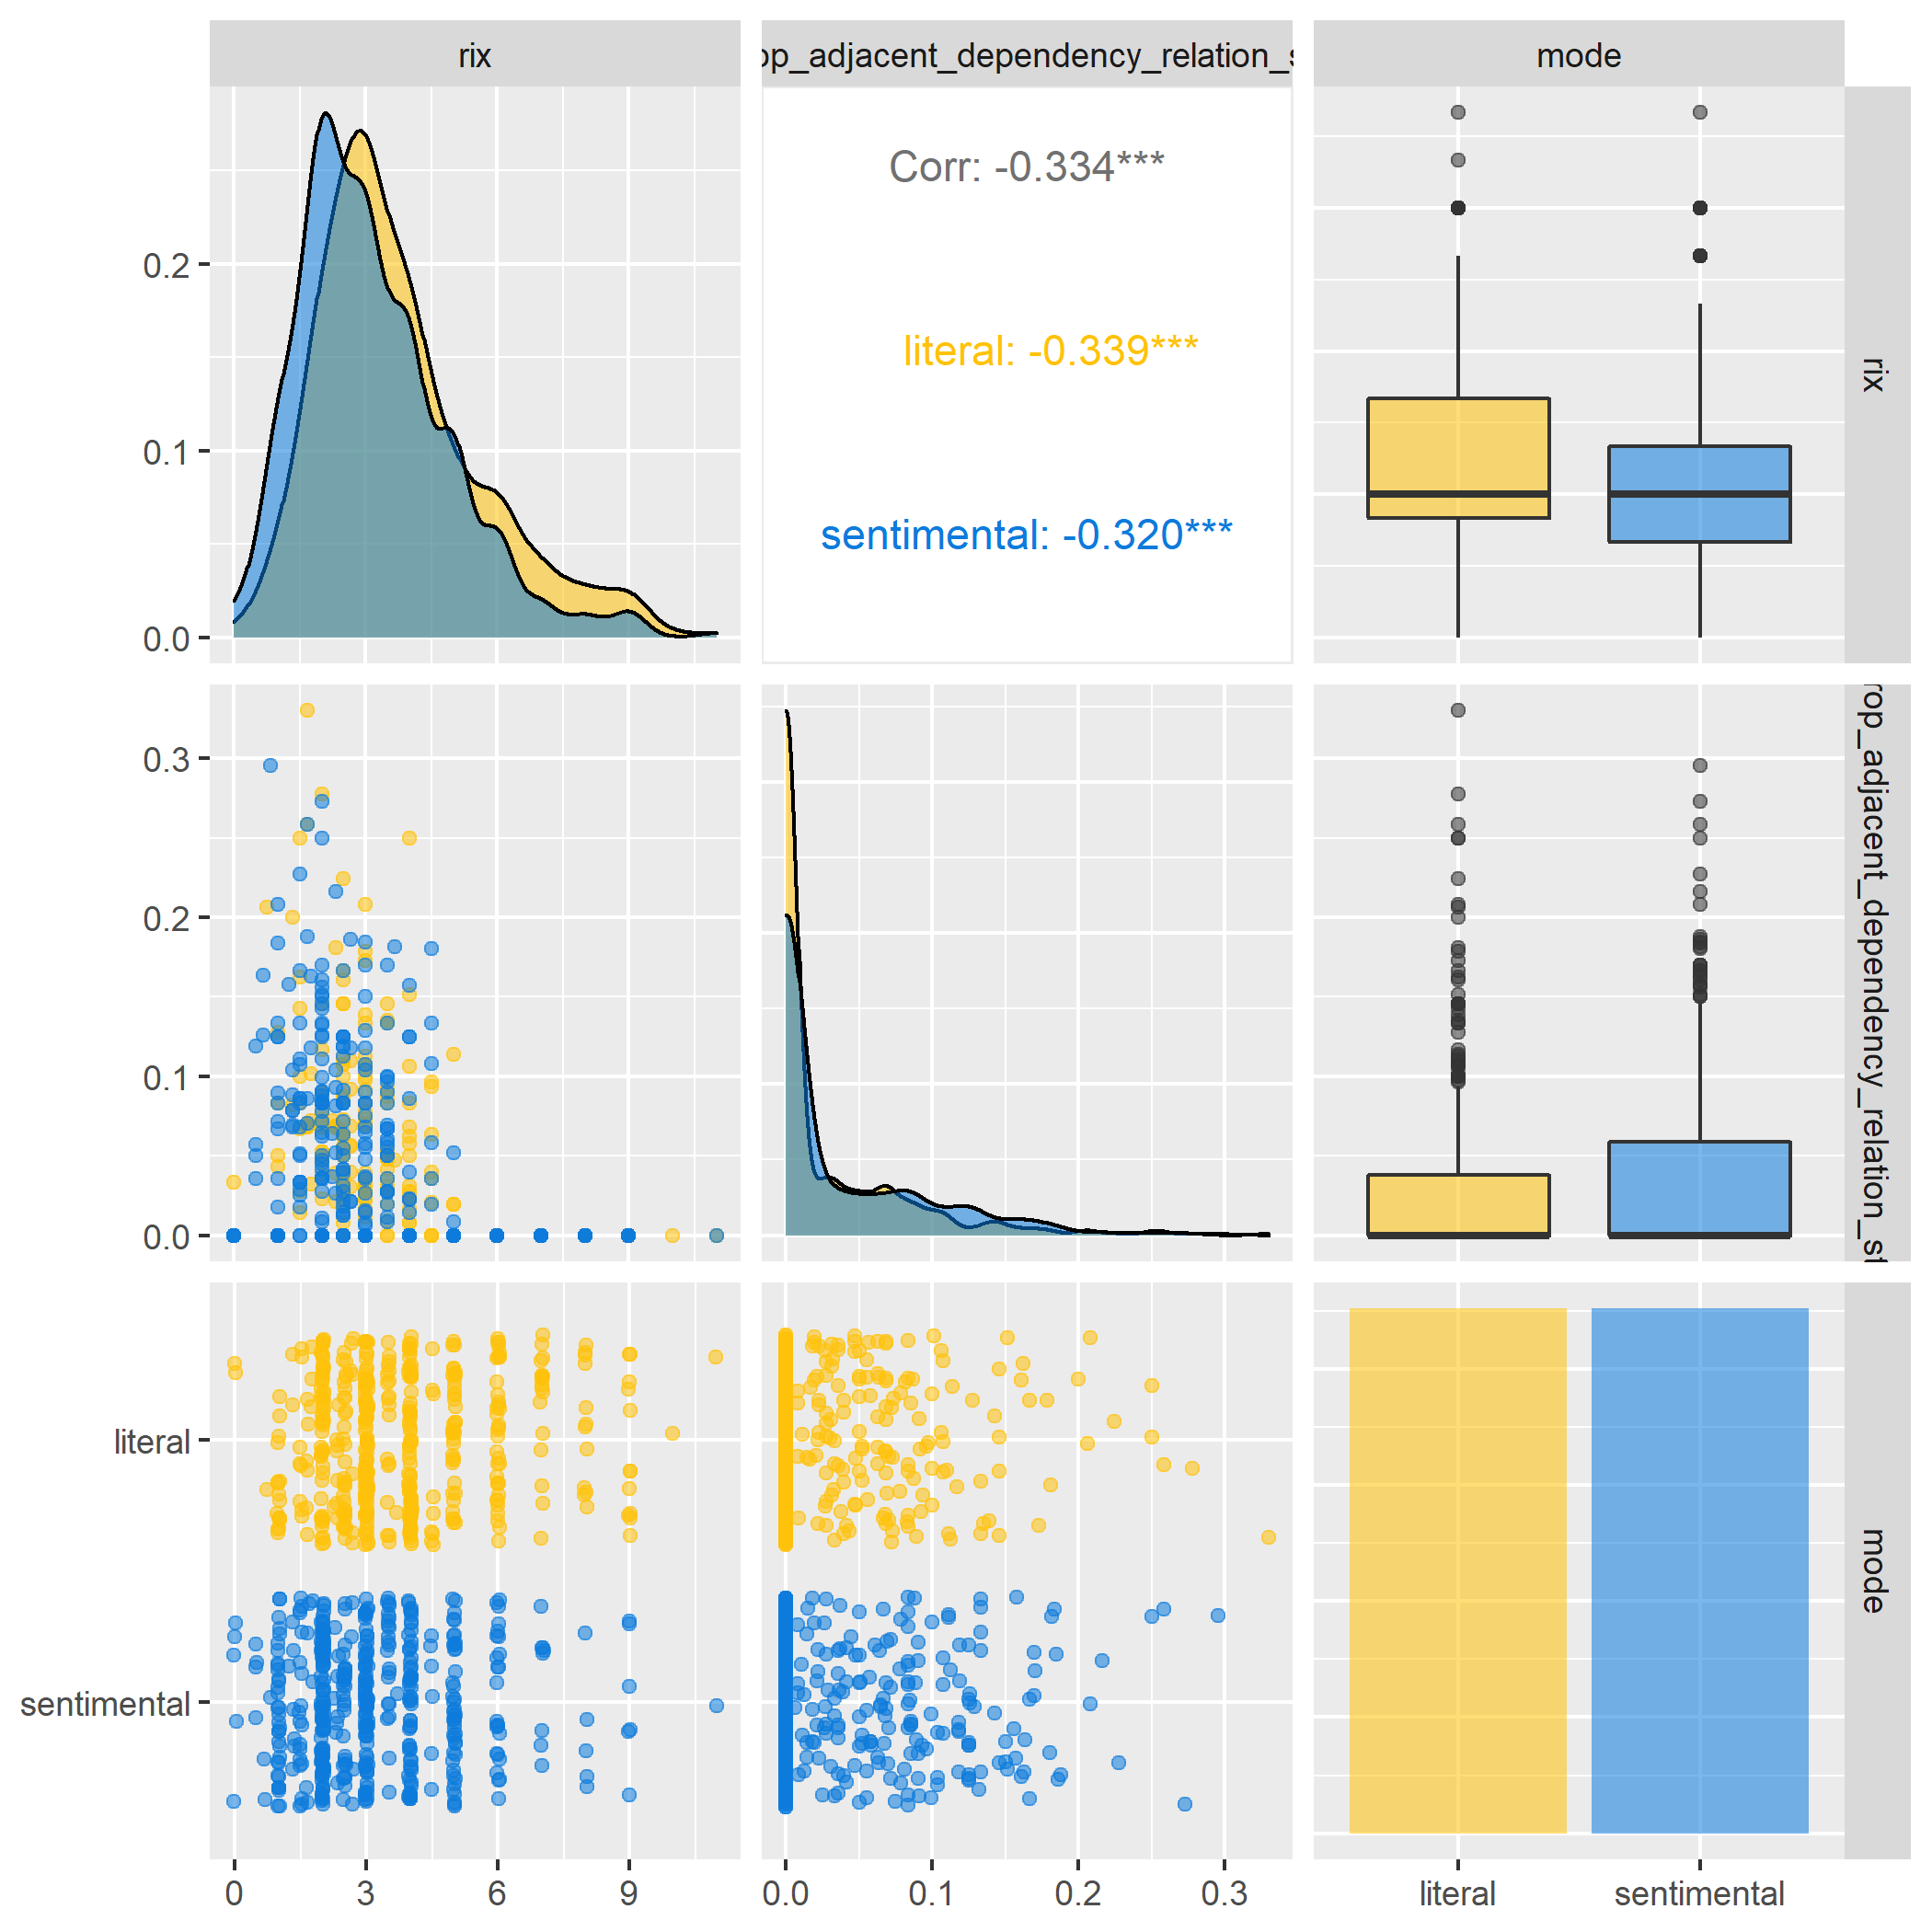 rix
op_adjacent_dependency_relation_s
mode
0.2
0.1
0.0
Corr: -0.334***
literal: -0.339***
sentimental: -0.320***
rix
0.3
0.2
0.1
0.0
rop_adjacent_dependency_relation_st
literal
sentimental
mode
0 3 6 9
0.0 0.1 0.2 0.3
literal sentimental